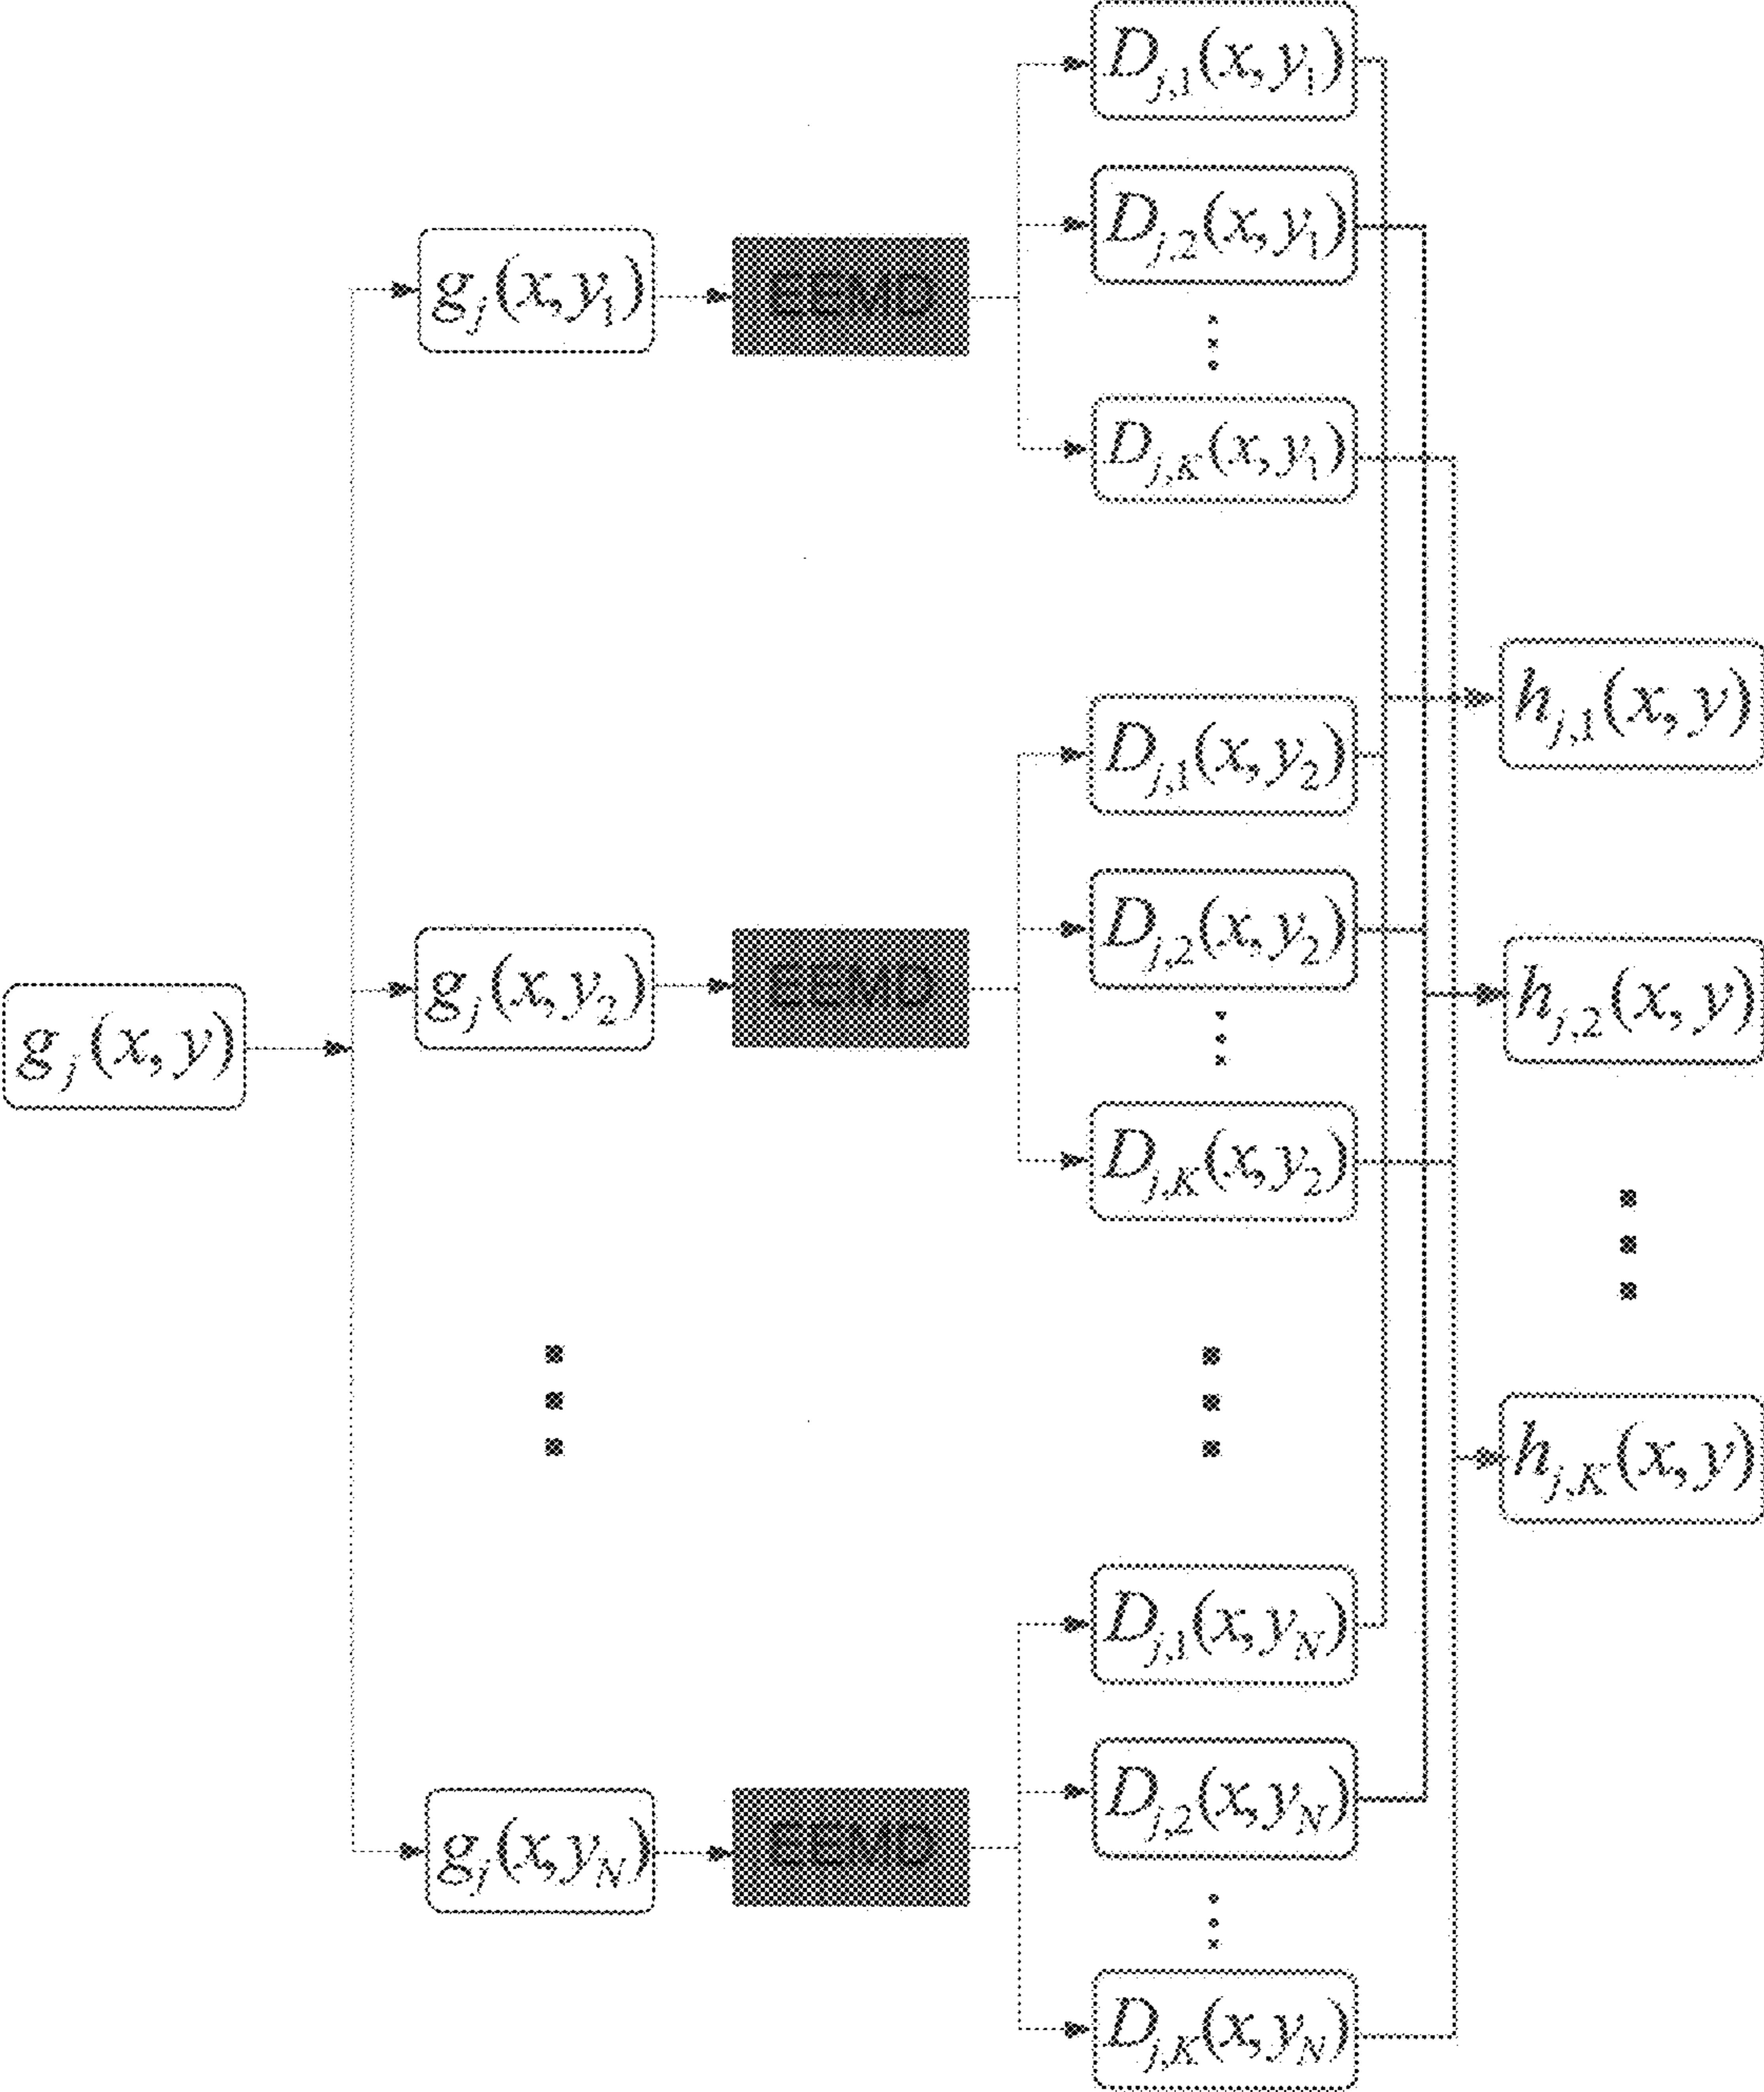 D_{j,1}(x, y_1)
D_{j,2}(x, y_1)
g_j(x, y_1)
EEMD
D_{j,K}(x, y_1)
h_{j,1}(x, y)
D_{j,1}(x, y_2)
D_{j,2}(x, y_2)
g_j(x, y_2)
EEMD
h_{j,2}(x, y)
g_j(x, y)
D_{j,K}(x, y_2)
h_{j,K}(x, y)
D_{j,1}(x, y_N)
D_{j,2}(x, y_N)
g_j(x, y_N)
EEMD
D_{j,K}(x, y_N)